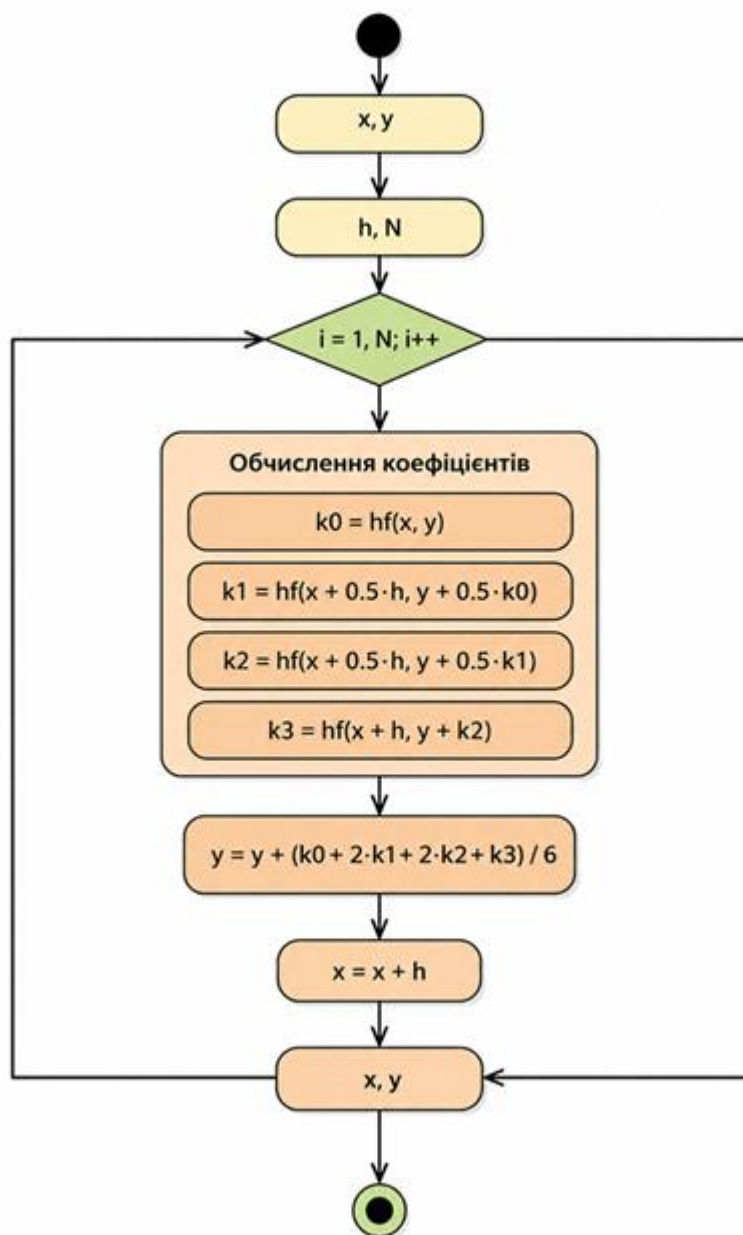 x, y
h, N
i = 1, N; i++
Обчислення коефіцієнтів
k0 = hf(x, y)
k1 = hf(x + 0.5·h, y + 0.5·k0)
k2 = hf(x + 0.5·h, y + 0.5·k1)
k3 = hf(x + h, y + k2)
y = y + (k0 + 2·k1 + 2·k2 + k3) / 6
x = x + h
x, y